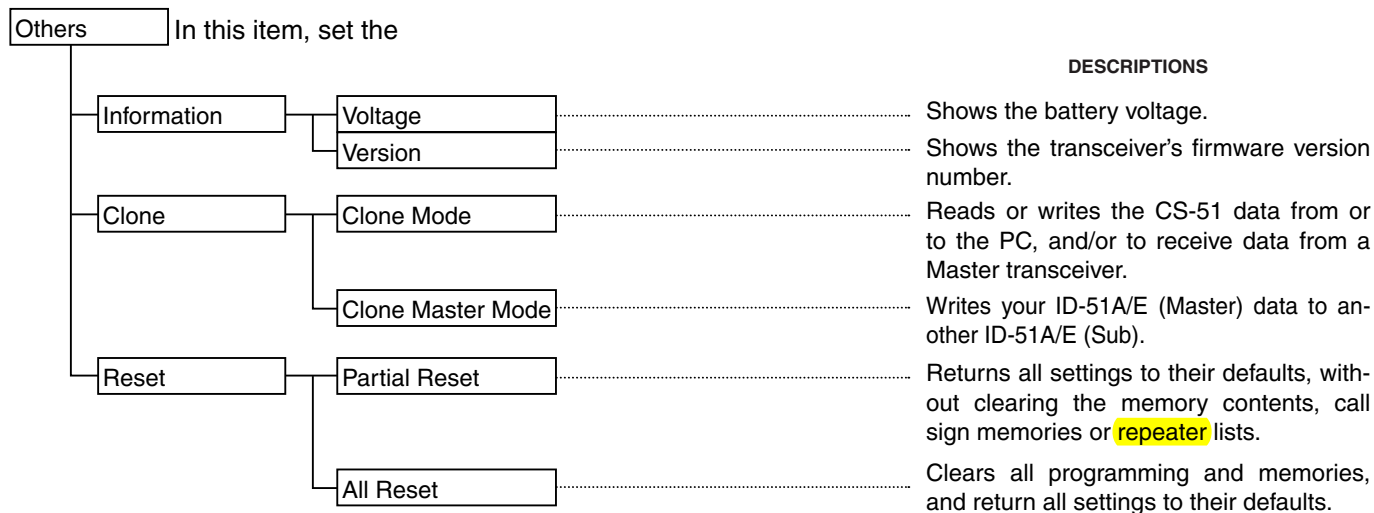 Others In this item, set the
DESCRIPTIONS
Information
Voltage
Shows the battery voltage.
Version
Shows the transceiver's firmware version
number.
Clone
Clone Mode
Reads or writes the CS-51 data from or
to the PC, and/or to receive data from a
Master transceiver.
Clone Master Mode
Writes your ID-51A/E (Master) data to an-
other ID-51A/E (Sub).
Reset
Partial Reset
Returns all settings to their defaults, with-
out clearing the memory contents, call
sign memories or repeater lists.
All Reset
Clears all programming and memories,
and return all settings to their defaults.